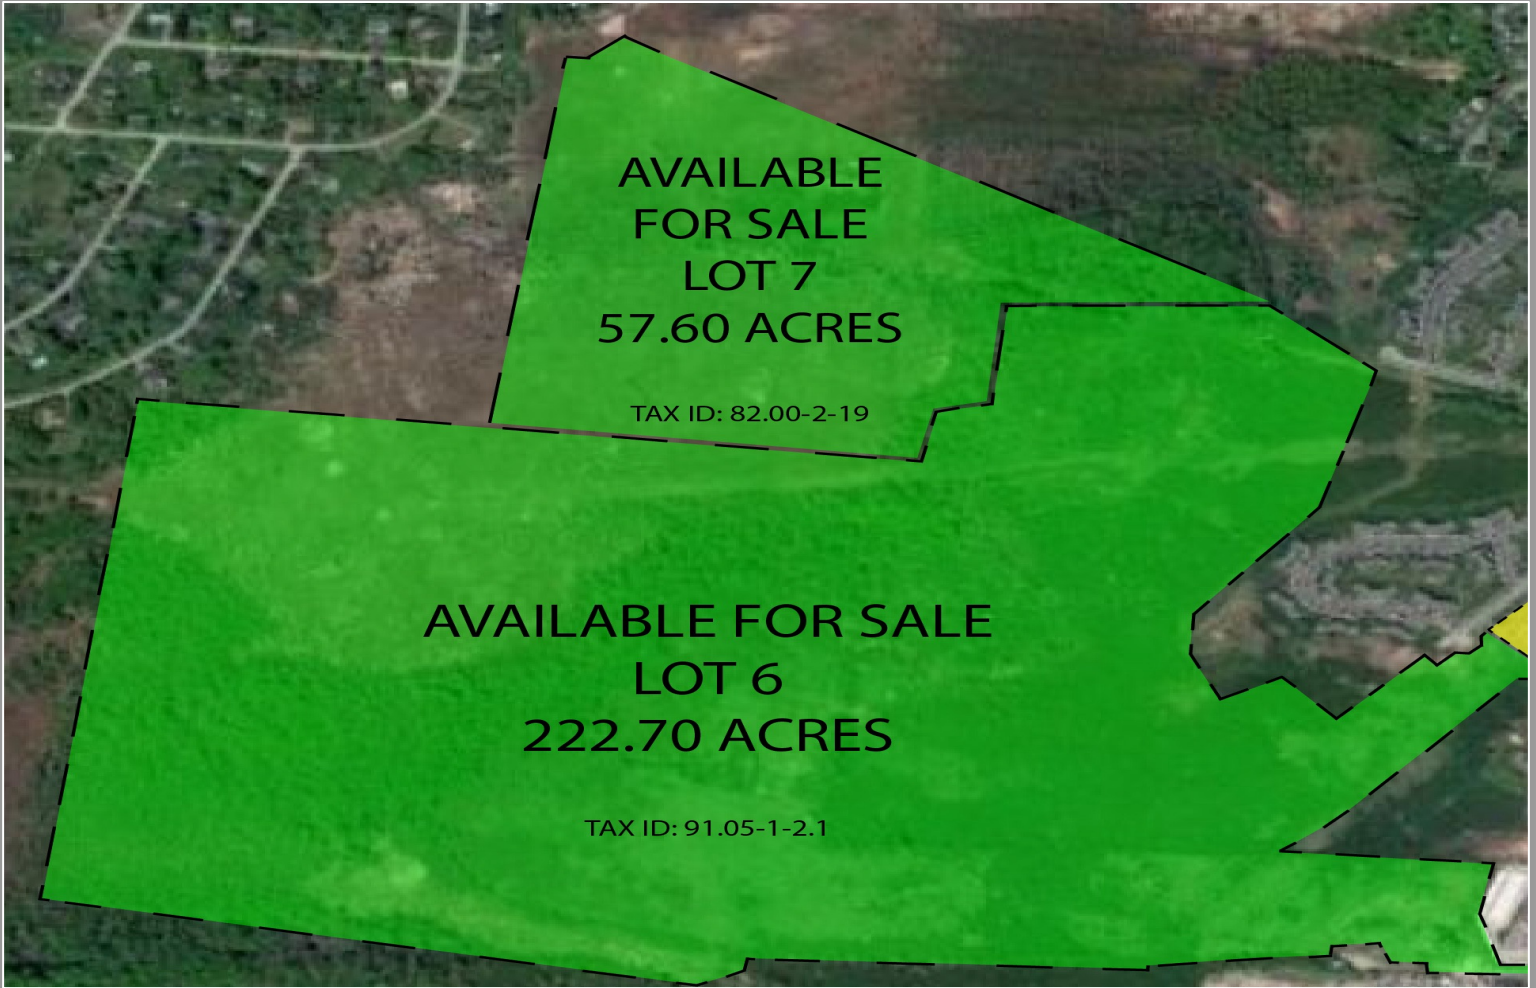 AVAILABLE
FOR SALE
LOT 7
57.60 ACRES
TAX ID: 82.00-2-19
AVAILABLE FOR SALE
LOT 6
222.70 ACRES
TAX ID: 91.05-1-2.1